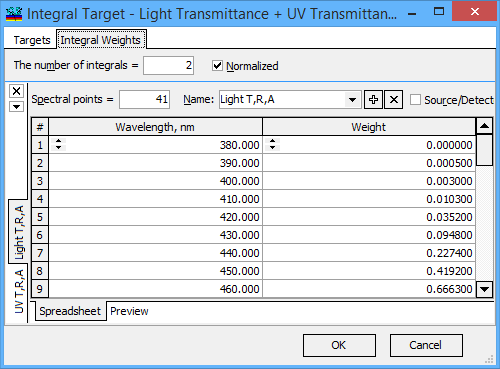 Integral Target - Light Transmittance + UV Transmittan...
Targets Integral Weights
The number of integrals = 2 Normalized
Spectral points = 41 Name: Light T,R,A Source/Detect
# Wavelength, nm Weight
1 380.000 0.000000
2 390.000 0.000500
3 400.000 0.003000
4 410.000 0.010300
5 420.000 0.035200
6 430.000 0.094800
7 440.000 0.227400
8 450.000 0.419200
9 460.000 0.666300
Light T,R,A
UV T,R,A
Spreadsheet Preview
OK Cancel